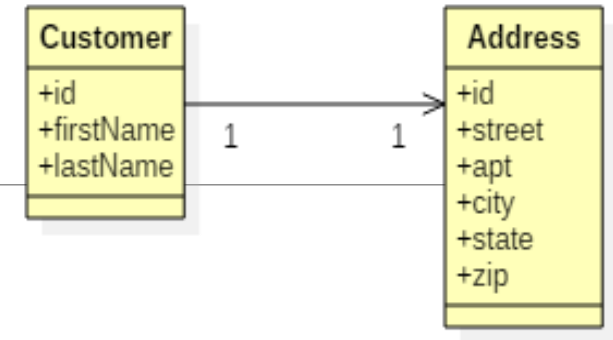 Customer
+id
+firstName
+lastName
1
1
Address
+id
+street
+apt
+city
+state
+zip